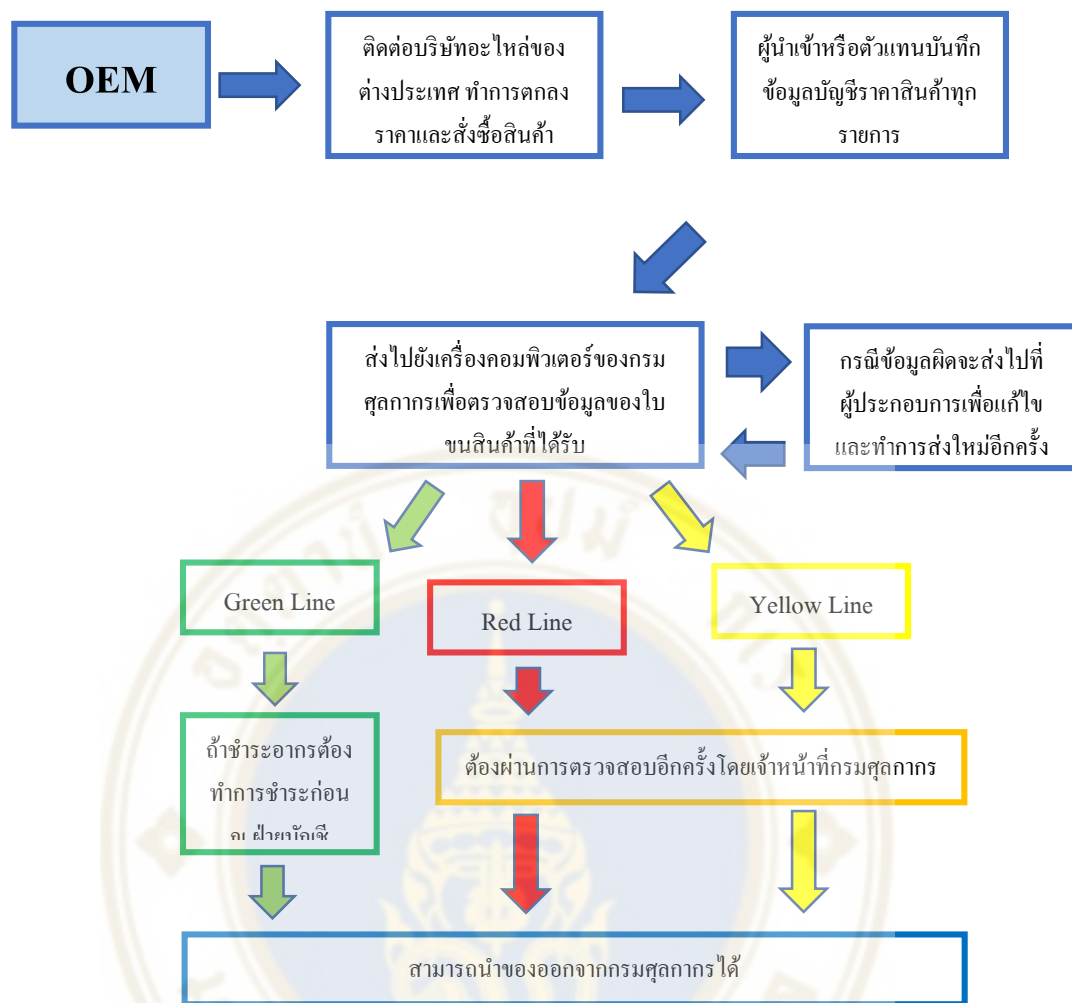 OEM
ติดต่อบริษัทอะไหล่ของ
ต่างประเทศ ทำการตกลง
ราคาและสั่งซื้อสินค้า
ผู้นำเข้าหรือตัวแทนบันทึก
ข้อมูลบัญชีราคาสินค้าทุก
รายการ
ส่งไปยังเครื่องคอมพิวเตอร์ของกรม
ศุลกากรเพื่อตรวจสอบข้อมูลของใบ
ขนสินค้าที่ได้รับ
กรณีข้อมูลผิดจะส่งไปที่
ผู้ประกอบการเพื่อแก้ไข
และทำการส่งใหม่อีกครั้ง
Green Line
Red Line
Yellow Line
ถ้าชำระอากรต้อง
ทำการชำระก่อน
ณ ฝ่ายบัญชี
ต้องผ่านการตรวจสอบอีกครั้งโดยเจ้าหน้าที่กรมศุลกากร
สามารถนำของออกจากกรมศุลกากรได้